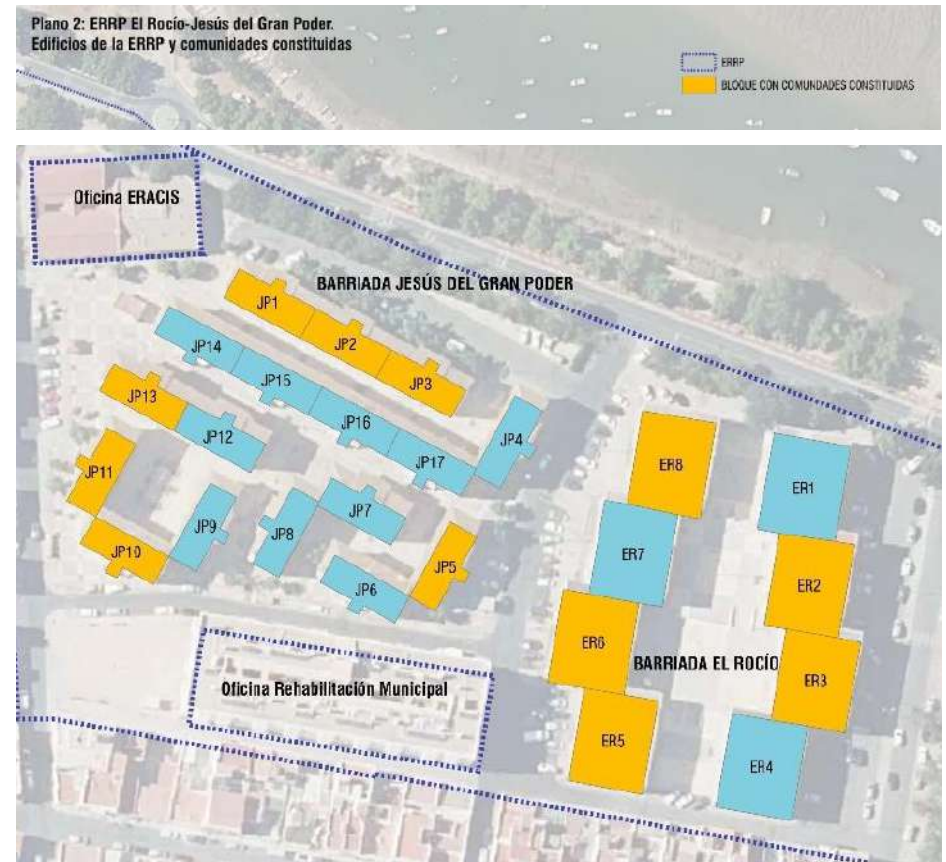 Plano 2: ERRP El Rocío-Jesús del Gran Poder.
Edificios de la ERRP y comunidades constituidas
ERRP
BLOQUE CON COMUNDADES CONSTITUIDAS
Oficina ERACIS
BARRIADA JESÚS DEL GRAN PODER
JP1
JP2
JP14
JP3
JP15
JP13
JP16
JP12
JP4
JP17
ER8
JP11
ER1
JP7
JP9
JP8
JP10
ER7
JP5
ER2
JP6
ER6
BARRIADA EL ROCÍO
ER3
Oficina Rehabilitación Municipal
ER5
ER4